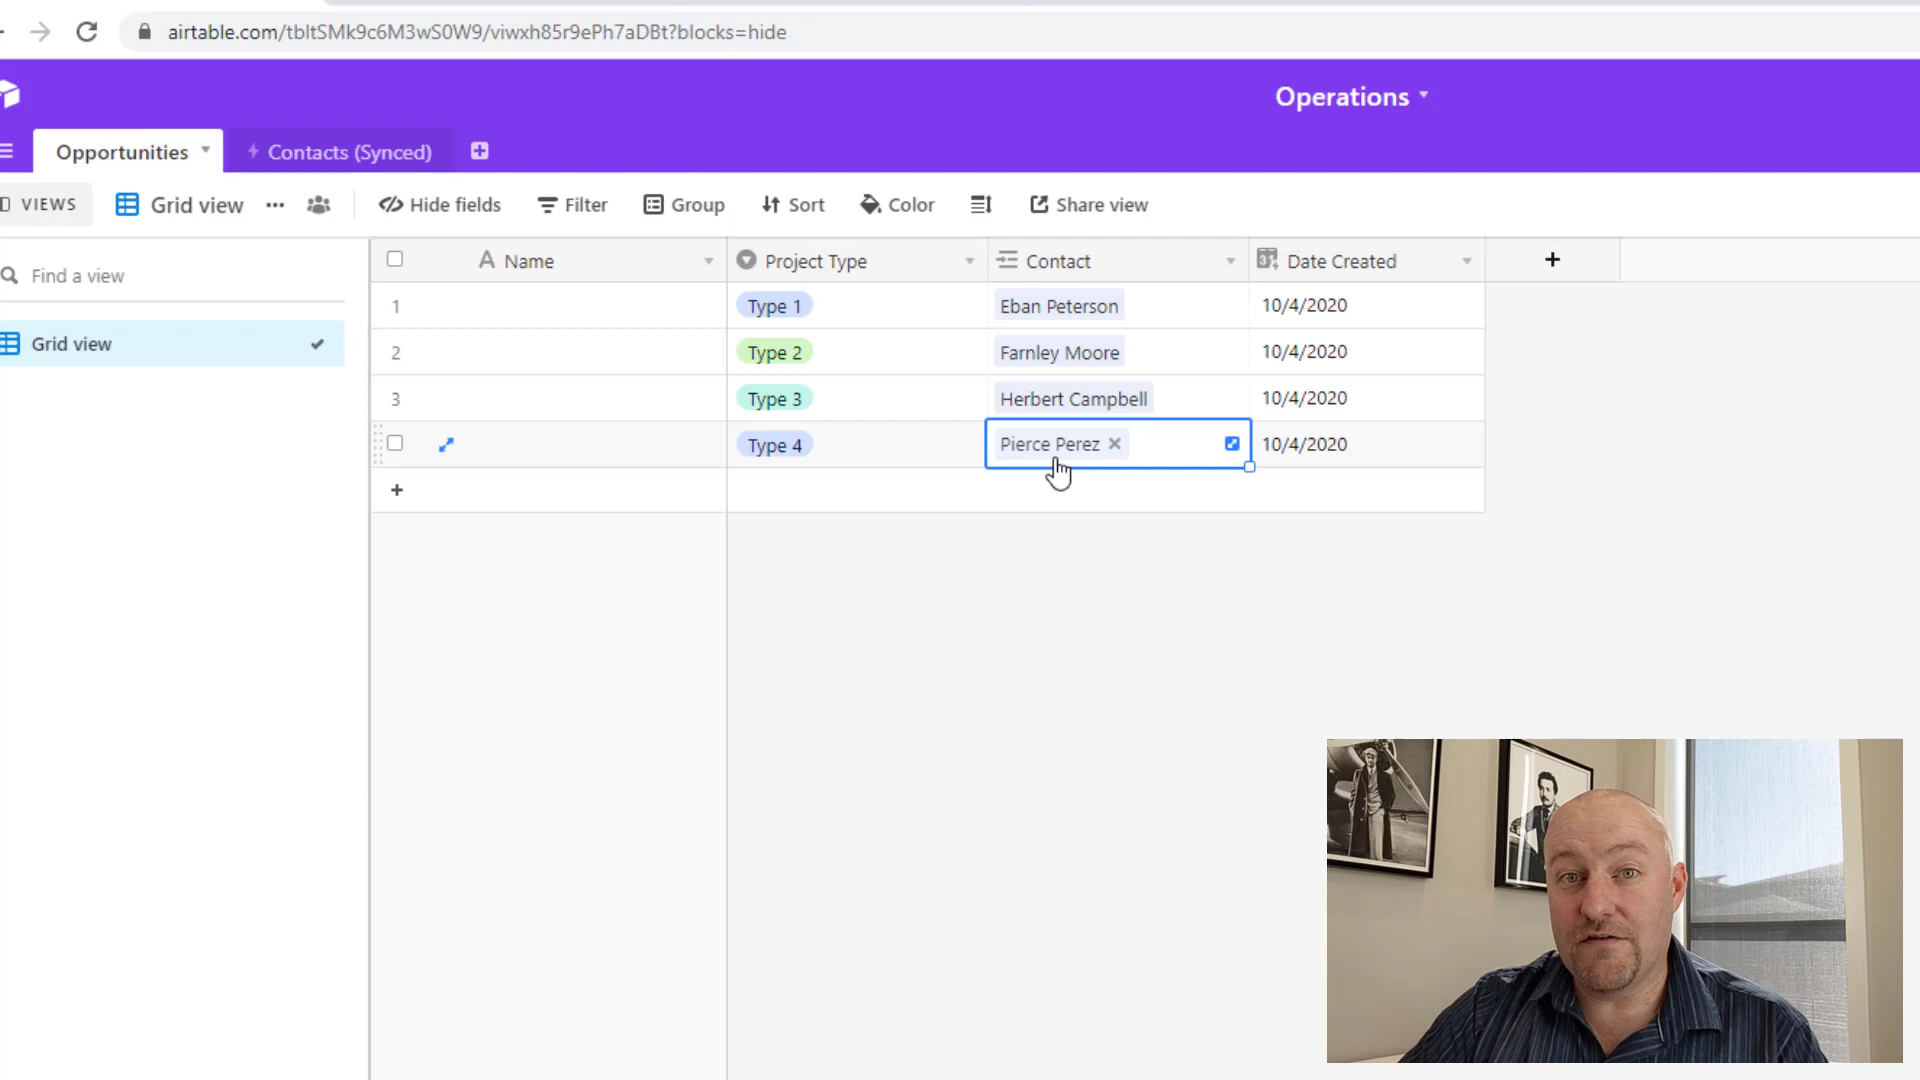 airtable.com/tbltSMk9c6M3wS0W9/viwxh85r9ePh7aDBt?blocks=hide
Operations
Opportunities
Contacts (Synced)
VIEWS
Grid view
Hide fields
Filter
Group
Sort
Color
Share view
Find a view
Grid view
Name
Project Type
Contact
Date Created
1 Type 1 Eban Peterson 10/4/2020
2 Type 2 Farnley Moore 10/4/2020
3 Type 3 Herbert Campbell 10/4/2020
Type 4 Pierce Perez 10/4/2020